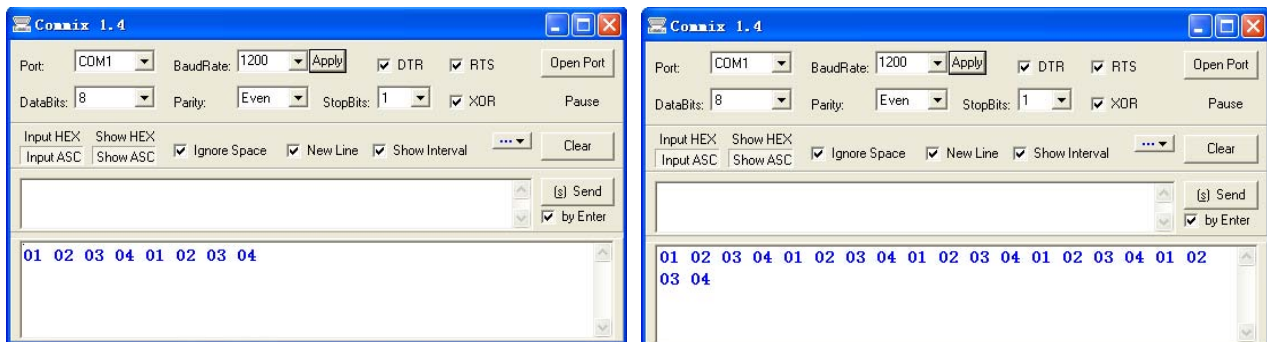 Commix 1.4
Port: COM1 BaudRate: 1200 Apply DTR RTS Open Port
DataBits: 8 Parity: Even StopBits: 1 XOR Pause
Input HEX Show HEX
Input ASC Show ASC Ignore Space New Line Show Interval ... Clear
(s) Send
by Enter
01 02 03 04 01 02 03 04
Commix 1.4
Port: COM1 BaudRate: 1200 Apply DTR RTS Open Port
DataBits: 8 Parity: Even StopBits: 1 XOR Pause
Input HEX Show HEX
Input ASC Show ASC Ignore Space New Line Show Interval ... Clear
(s) Send
by Enter
01 02 03 04 01 02 03 04 01 02 03 04 01 02 03 04 01 02
03 04